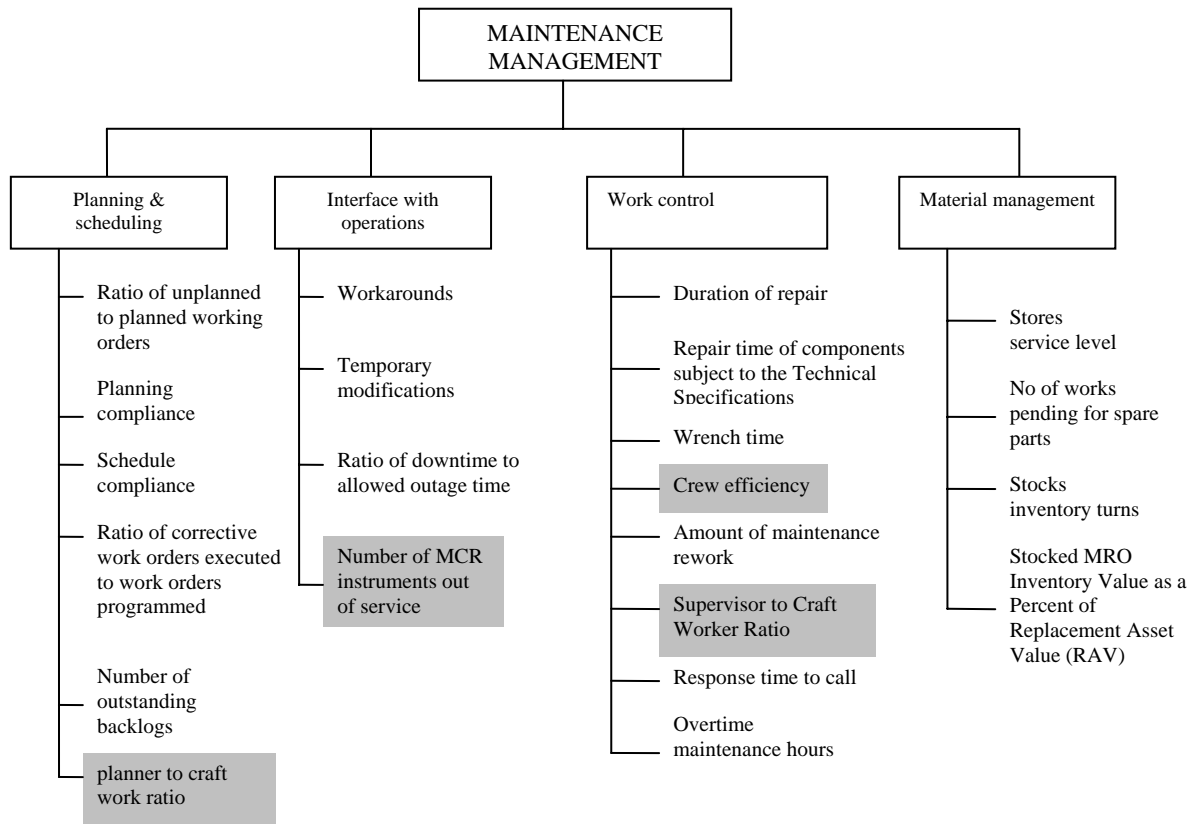 MAINTENANCE
MANAGEMENT
Planning &
scheduling
Ratio of unplanned
to planned working
orders
Planning
compliance
Schedule
compliance
Ratio of corrective
work orders executed
to work orders
programmed
Number of
outstanding
backlogs
planner to craft
work ratio
Interface with
operations
Workarounds
Temporary
modifications
Ratio of downtime to
allowed outage time
Number of MCR
instruments out
of service
Work control
Duration of repair
Repair time of components
subject to the Technical
Specifications
Wrench time
Crew efficiency
Amount of maintenance
rework
Supervisor to Craft
Worker Ratio
Response time to call
Overtime
maintenance hours
Material management
Stores
service level
No of works
pending for spare
parts
Stocks
inventory turns
Stocked MRO
Inventory Value as a
Percent of
Replacement Asset
Value (RAV)